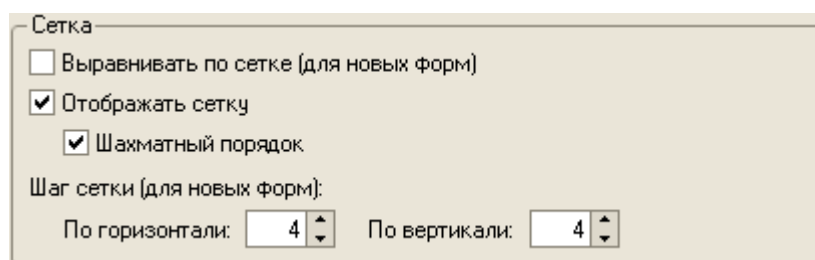 Сетка
Выравнивать по сетке (для новых форм)
Отображать сетку
Шахматный порядок
Шаг сетки (для новых форм):
По горизонтали: 4 По вертикали: 4